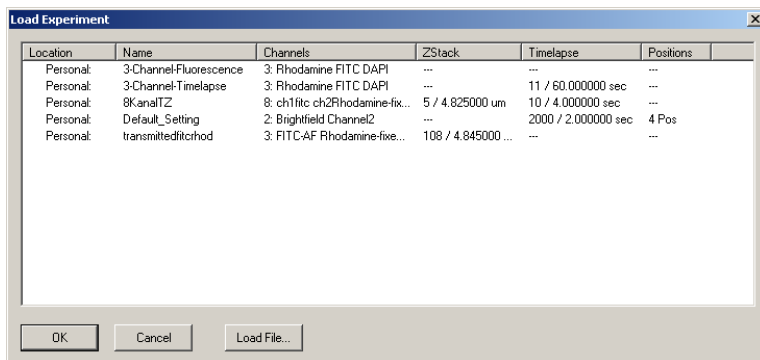 Load Experiment
Location Name Channels ZStack Timelapse Positions
Personal: 3-Channel-Fluorescence 3: Rhodamine FITC DAPI --- --- ---
Personal: 3-Channel-Timelapse 3: Rhodamine FITC DAPI --- 11 / 60.000000 sec ---
Personal: 8KanalTZ 8: ch1fitc ch2Rhodamine-fix... 5 / 4.825000 um 10 / 4.000000 sec ---
Personal: Default_Setting 2: Brightfield Channel2 --- 2000 / 2.000000 sec 4 Pos
Personal: transmittedfitcrhod 3: FITC-AF Rhodamine-fixe... 108 / 4.845000 ... --- ---
OK Cancel Load File...